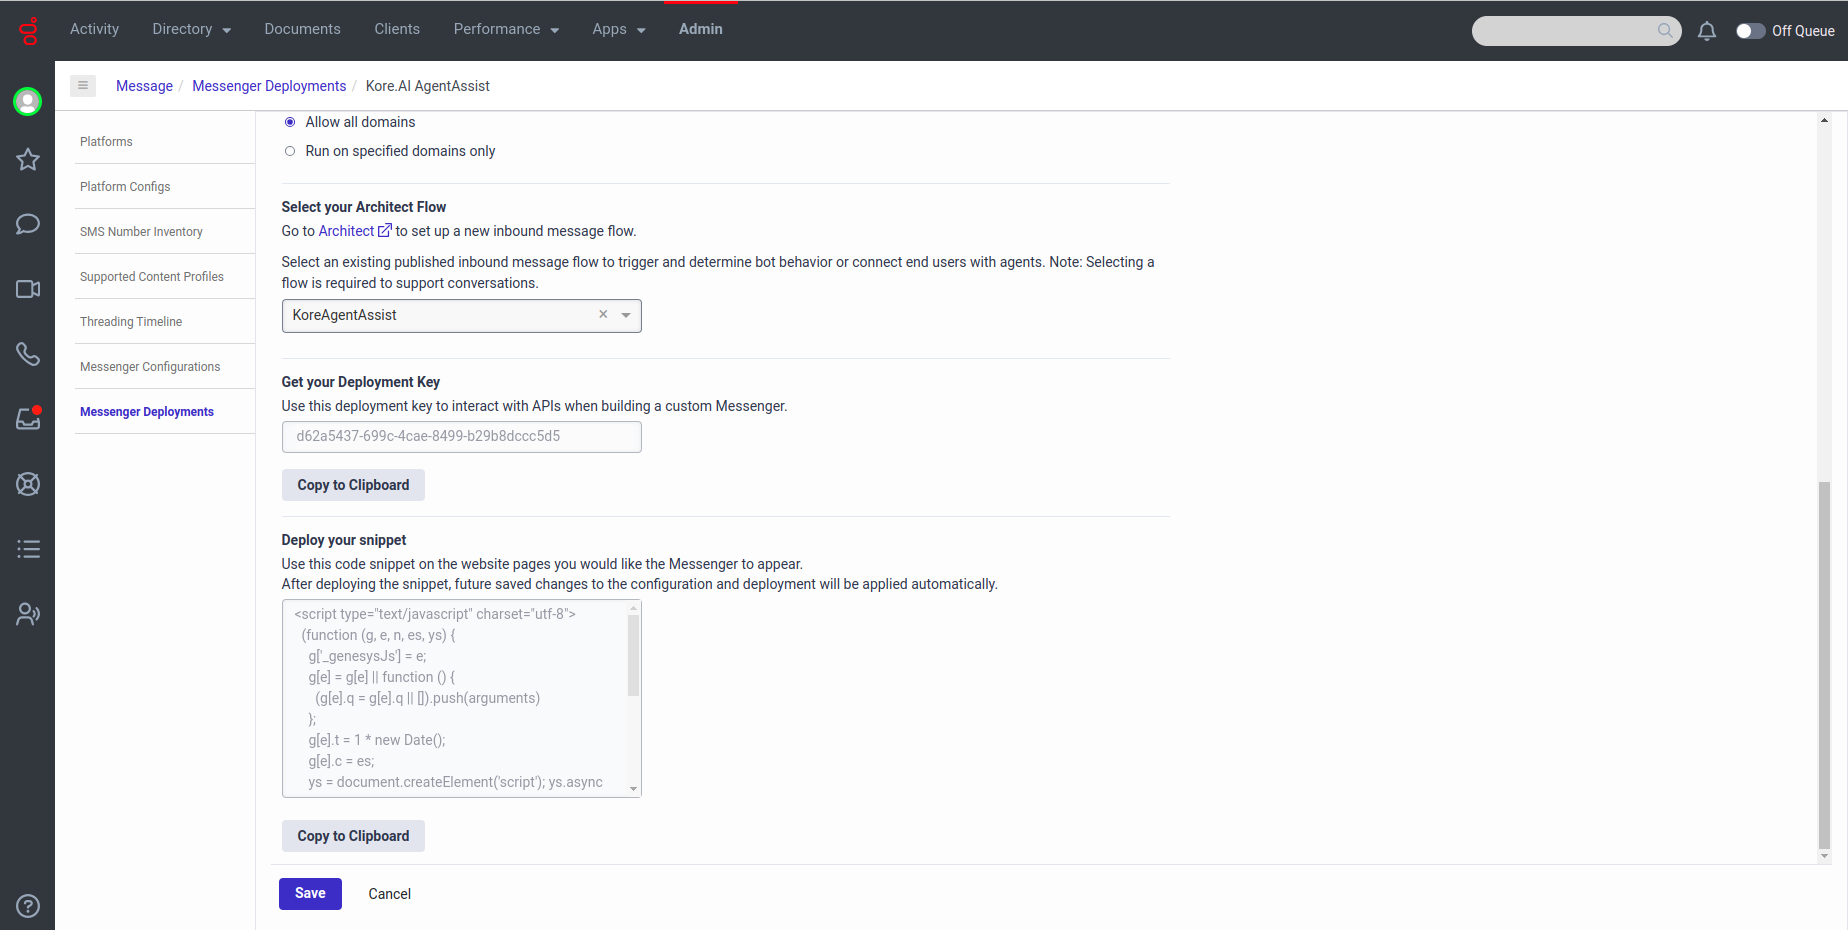 Activity Directory Documents Clients Performance Apps Admin Off Queue
Message / Messenger Deployments / Kore.AI AgentAssist
Platforms
Platform Configs
SMS Number Inventory
Supported Content Profiles
Threading Timeline
Messenger Configurations
Messenger Deployments
Allow all domains
Run on specified domains only
Select your Architect Flow
Go to Architect to set up a new inbound message flow.
Select an existing published inbound message flow to trigger and determine bot behavior or connect end users with agents. Note: Selecting a
flow is required to support conversations.
KoreAgentAssist ×
Get your Deployment Key
Use this deployment key to interact with APIs when building a custom Messenger.
d62a5437-699c-4cae-8499-b29b8dccc5d5
Copy to Clipboard
Deploy your snippet
Use this code snippet on the website pages you would like the Messenger to appear.
After deploying the snippet, future saved changes to the configuration and deployment will be applied automatically.
<script type="text/javascript" charset="utf-8">
(function (g, e, n, es, ys) {
g['_genesysJs'] = e;
g[e] = g[e] || function () {
(g[e].q = g[e].q || []).push(arguments)
};
g[e].t = 1 * new Date();
g[e].c = es;
ys = document.createElement('script'); ys.async
Copy to Clipboard
Save Cancel